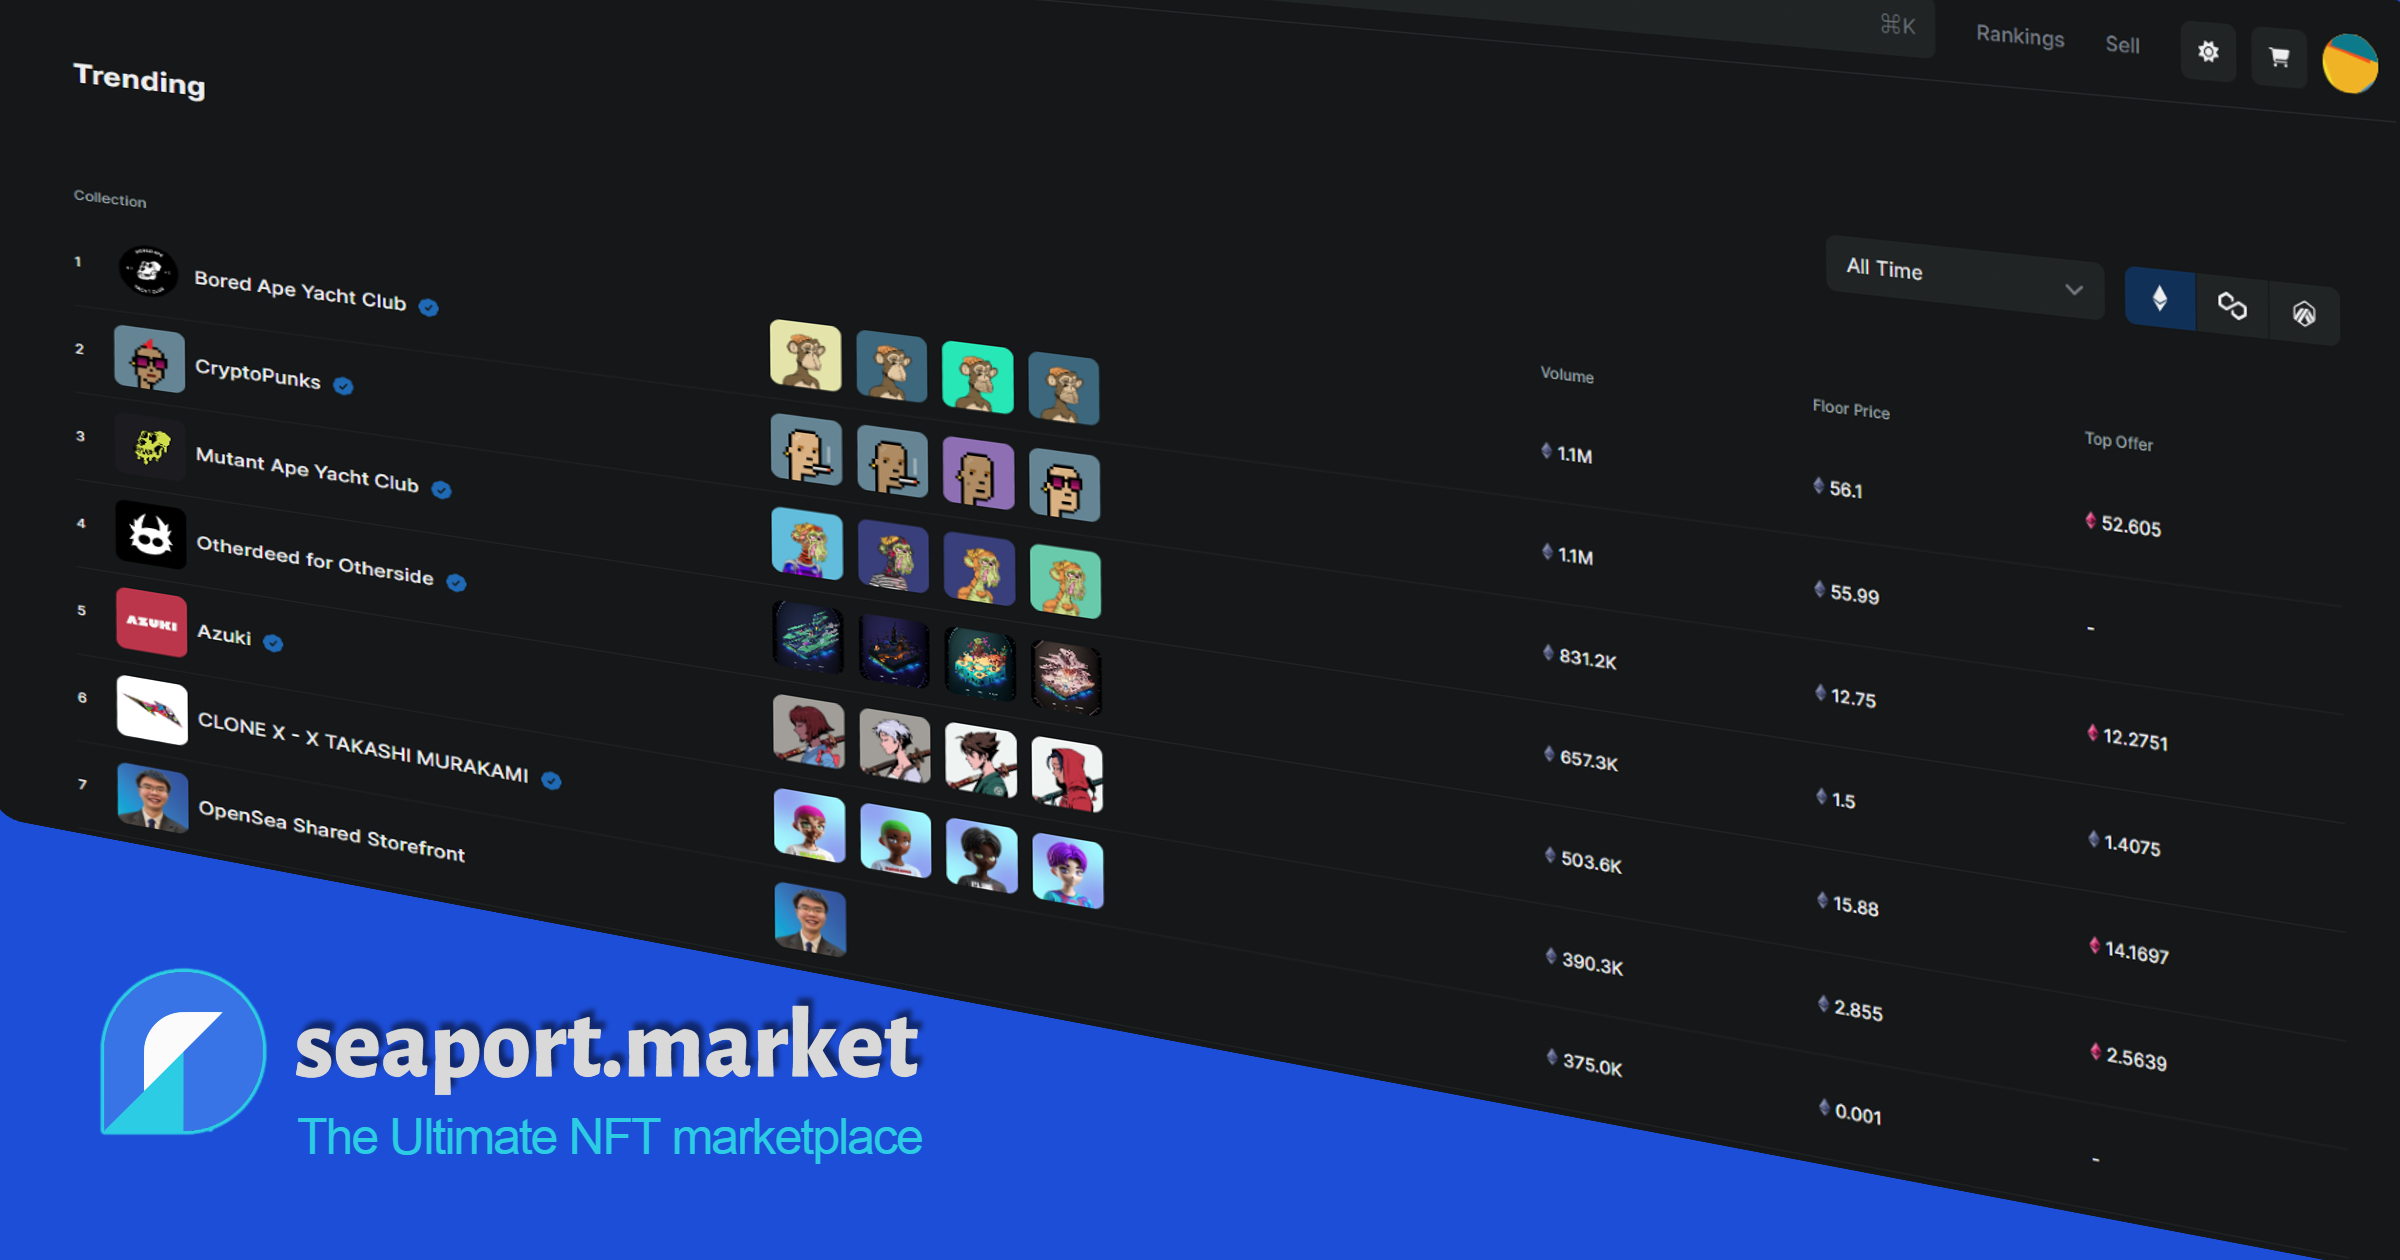 ⌘K
Rankings
Sell
Trending
Collection
All Time
Volume
Floor Price
Top Offer
1 Bored Ape Yacht Club 1.1M 56.1 52.605
2 CryptoPunks 1.1M 55.99 -
3 Mutant Ape Yacht Club 831.2K 12.75 12.2751
4 Otherdeed for Otherside 657.3K 1.5 1.4075
AZUKI
5 Azuki 503.6K 15.88 14.1697
6 CLONE X - X TAKASHI MURAKAMI 390.3K 2.855 2.5639
7 OpenSea Shared Storefront 375.0K 0.001 -
seaport.market
The Ultimate NFT marketplace